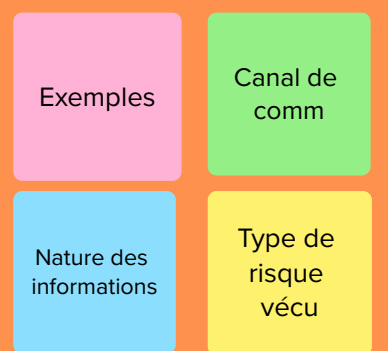 Exemples
Canal de
comm
Nature des
informations
Type de
risque
vécu